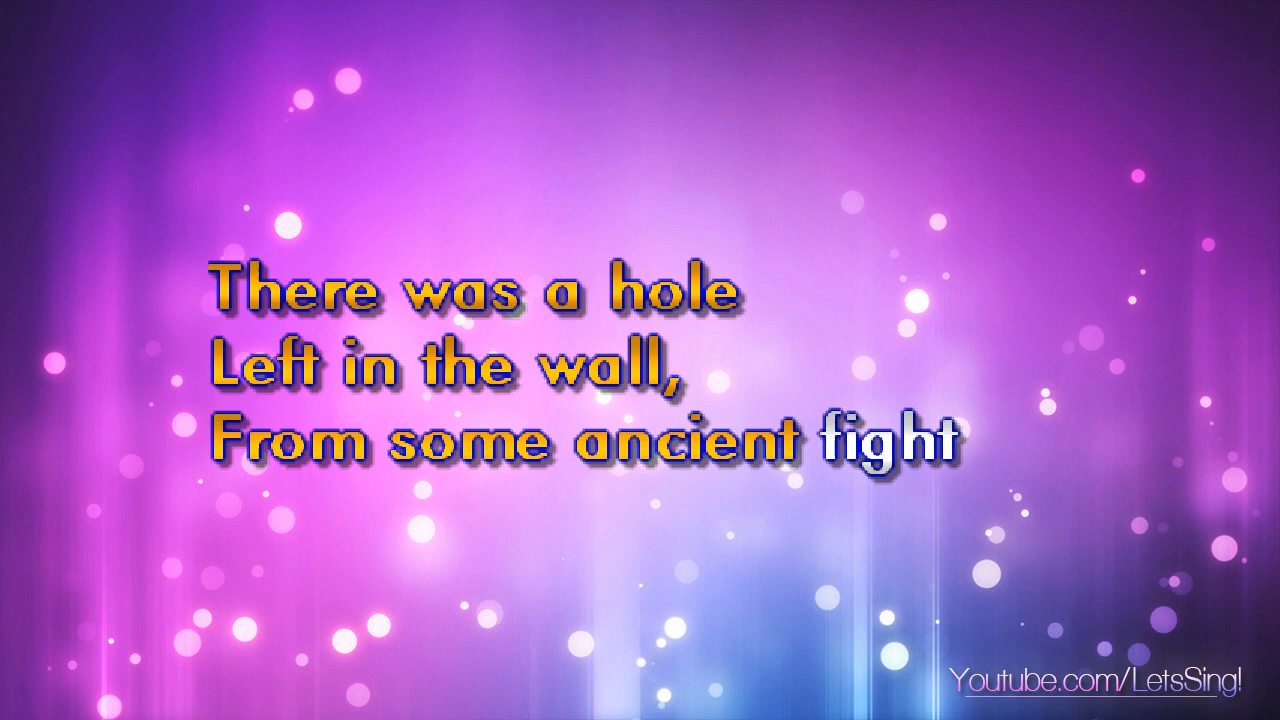 There was a hole
Left in the wall,
From some ancient fight
Youtube.com/LetsSing!